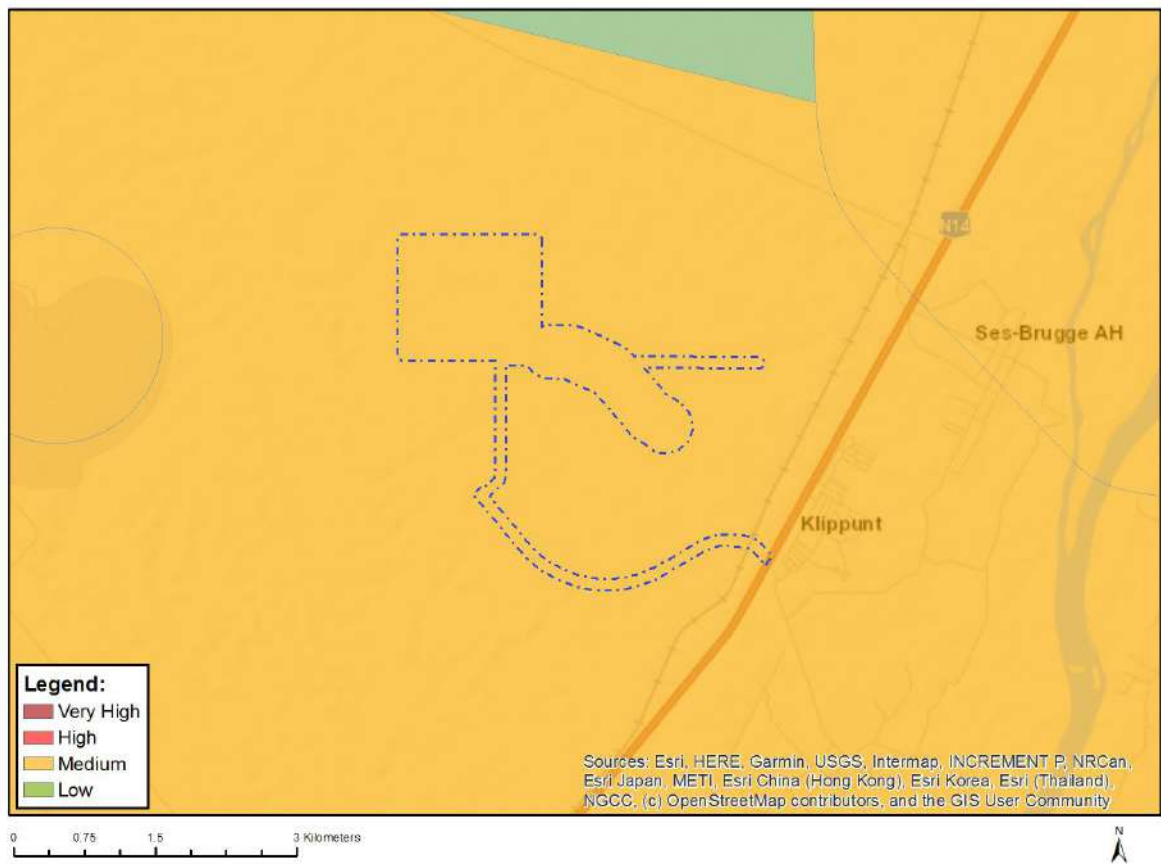 N14
Ses-Brugge AH
Klippunt
Legend:
Very High
High
Medium
Low
Sources: Esri, HERE, Garmin, USGS, Intermap, INCREMENT P, NRCan,
Esri Japan, METI, Esri China (Hong Kong), Esri Korea, Esri (Thailand),
NGCC, (c) OpenStreetMap contributors, and the GIS User Community
0 0.75 1.5 3 Kilometers
N